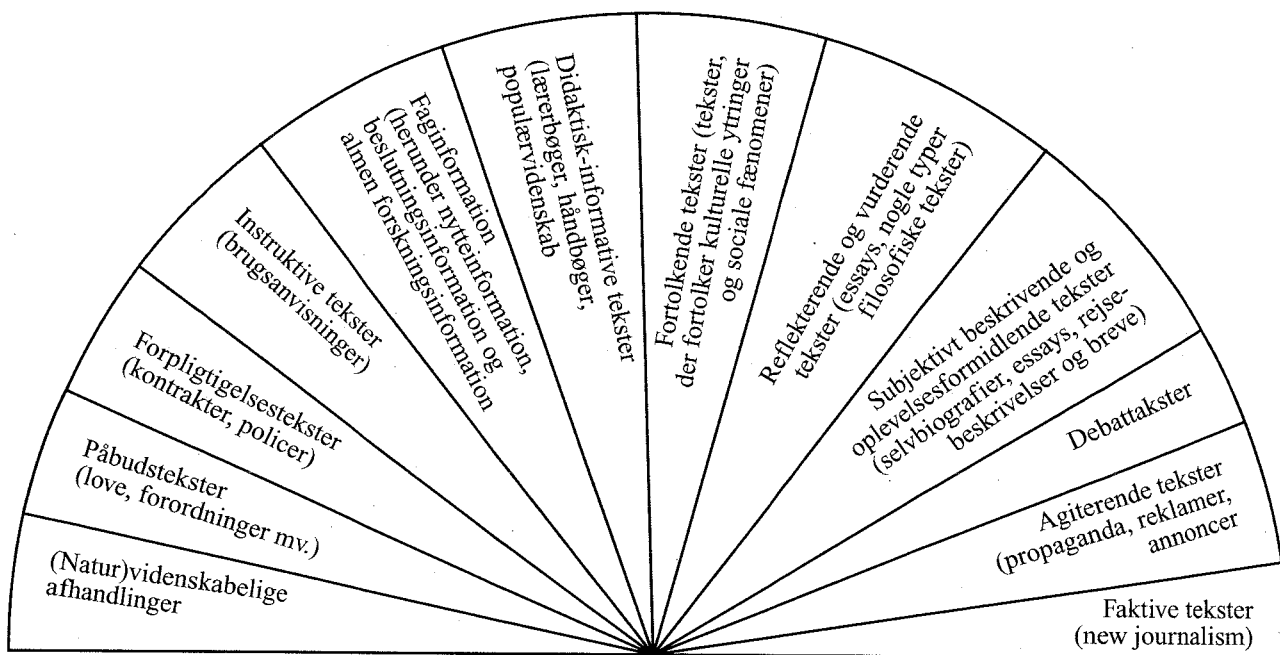 (Natur)videnskabelige
afhandlinger
Påbudstekster
(love, forordninger mv.)
Forpligtigelsestekster
(kontrakter, policer)
Instruktive tekster
(brugsanvisninger)
Faginformation
(herunder nytteinformation,
beslutningsinformation og
almen forskningsinformation
Didaktisk-informative tekster
(lærerbøger, håndbøger,
populærvidenskab
Fortolkende tekster (tekster,
der fortolker kulturelle ytringer
og sociale fænomener)
Reflekterende og vurderende
tekster (essays, nogle typer
filosofiske tekster)
Subjektivt beskrivende og
oplevelsesformidlende tekster
(selvbiografier, essays, rejse-
beskrivelser og breve)
Debattakster
Agiterende tekster
(propaganda, reklamer,
annoncer
Faktive tekster
(new journalism)